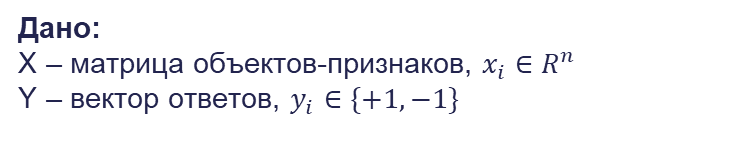 Дано:
X – матрица объектов-признаков, xᵢ ∈ Rⁿ
Y – вектор ответов, yᵢ ∈ {+1, −1}